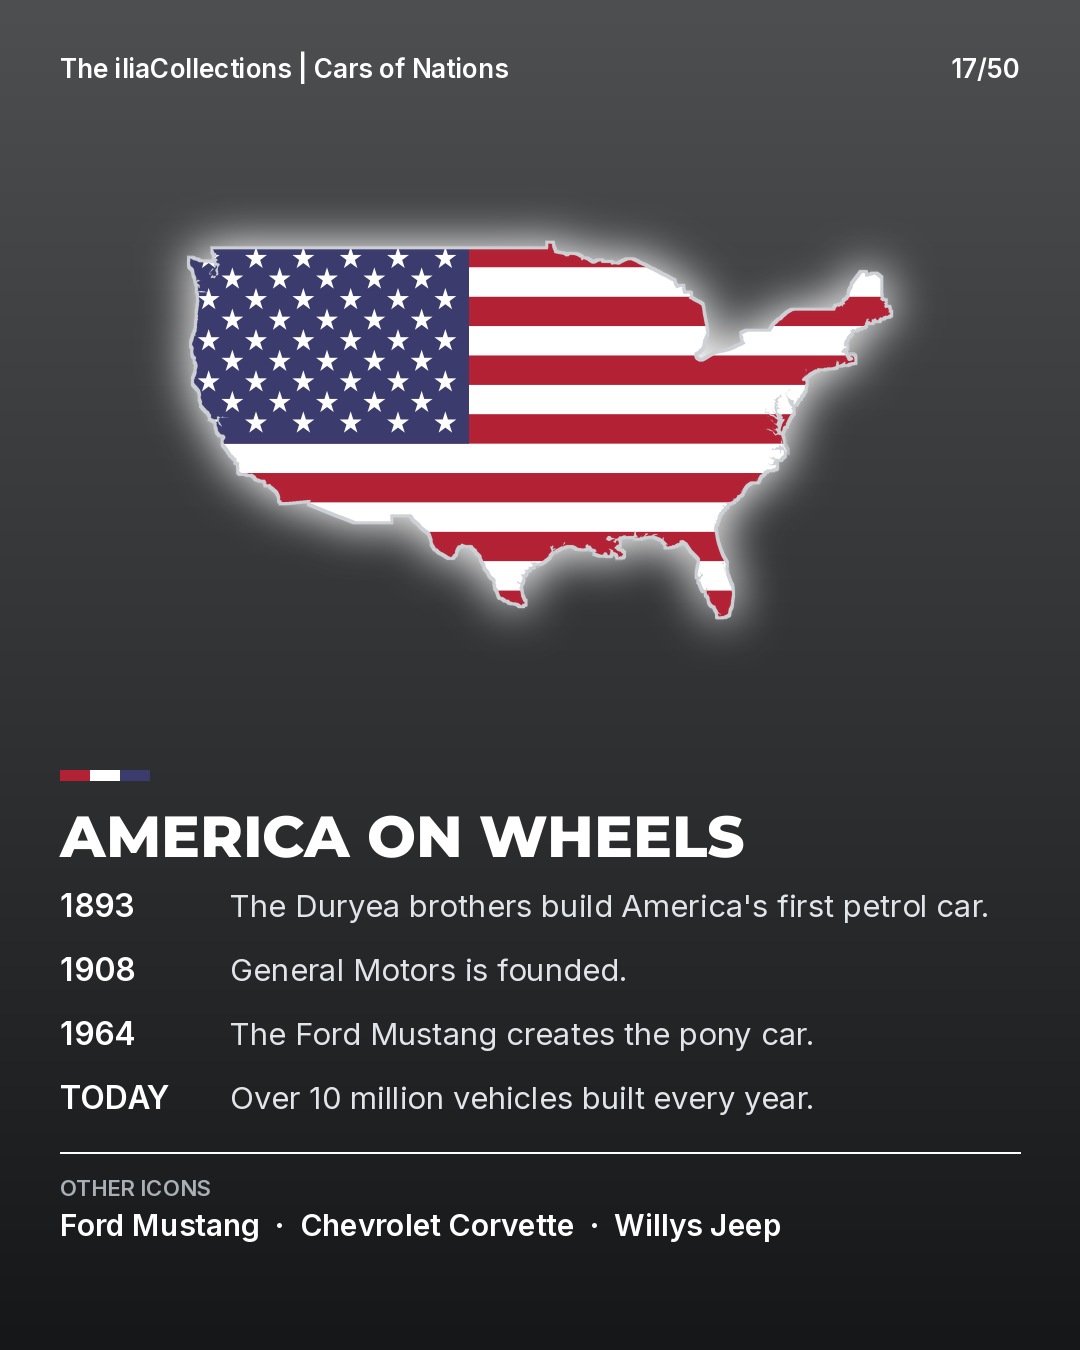 The iliaCollections | Cars of Nations
17/50
AMERICA ON WHEELS
1893 The Duryea brothers build America's first petrol car.
1908 General Motors is founded.
1964 The Ford Mustang creates the pony car.
TODAY Over 10 million vehicles built every year.
OTHER ICONS
Ford Mustang · Chevrolet Corvette · Willys Jeep